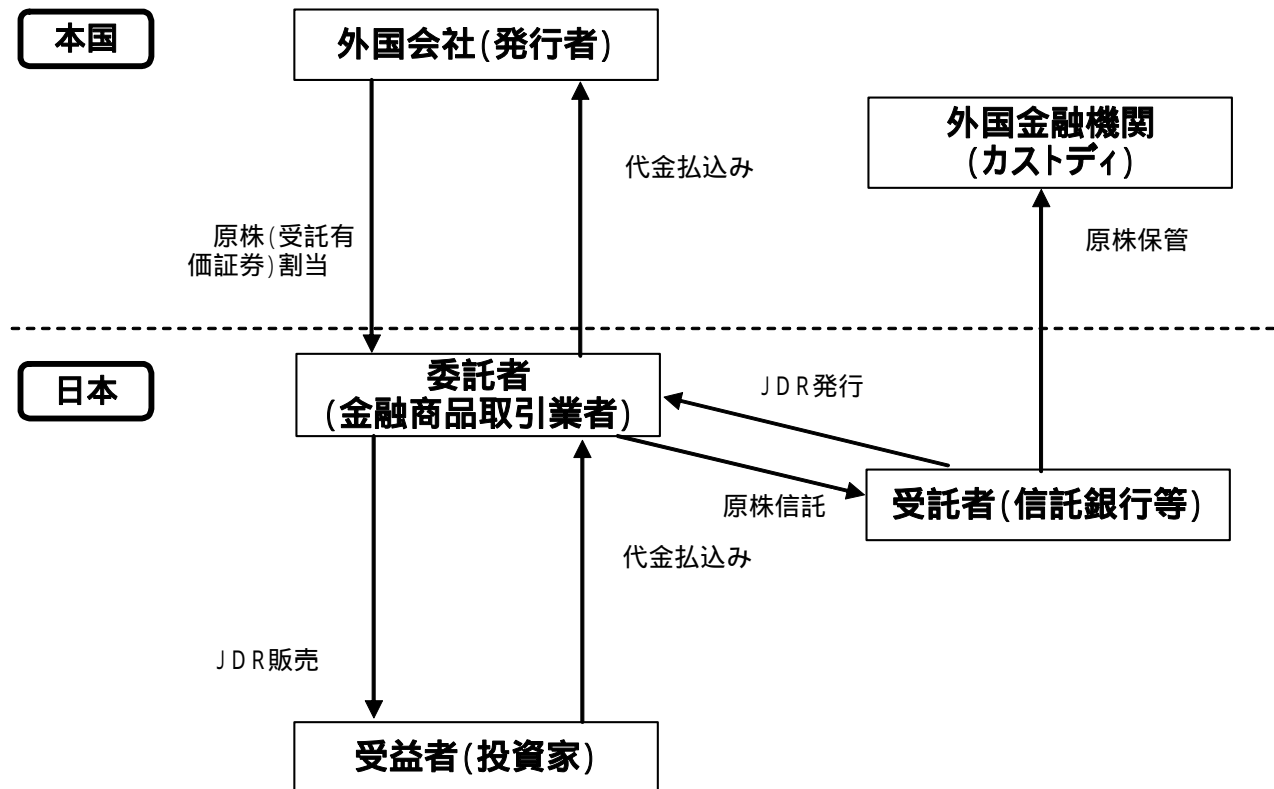 本国
外国会社(発行者)
外国金融機関
(カストディ)
代金払込み
原株(受託有
価証券)割当
原株保管
日本
委託者
(金融商品取引業者)
JDR発行
原株信託
受託者(信託銀行等)
代金払込み
JDR販売
受益者(投資家)